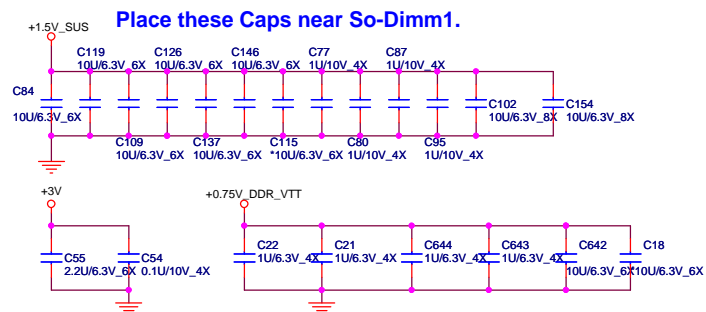 Place these Caps near So-Dimm1.
+1.5V_SUS
C119 C126 C146 C77 C87
10U/6.3V_6X 10U/6.3V_6X 10U/6.3V_6X 1U/10V_4X 1U/10V_4X
C84 C102 C154
10U/6.3V_6X 10U/6.3V_8X 10U/6.3V_8X
C109 C137 C115 C80 C95
10U/6.3V_6X 10U/6.3V_6X *10U/6.3V_6X 1U/10V_4X 1U/10V_4X
+3V +0.75V_DDR_VTT
C55 C54 C22 C21 C644 C643 C642 C18
2.2U/6.3V_6X 0.1U/10V_4X 1U/6.3V_4X 1U/6.3V_4X 1U/6.3V_4X 1U/6.3V_4X 10U/6.3V_6X 10U/6.3V_6X